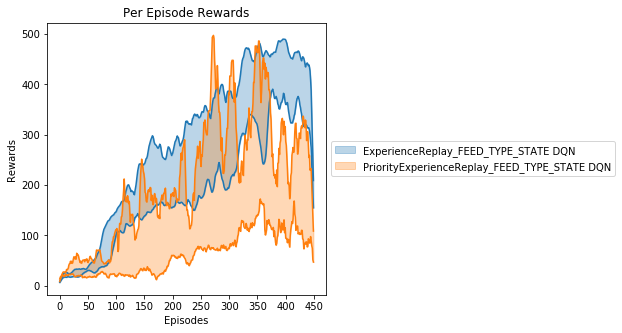 Per Episode Rewards
Rewards
500
400
300
200
100
0
0 50 100 150 200 250 300 350 400 450
Episodes
ExperienceReplay_FEED_TYPE_STATE DQN
PriorityExperienceReplay_FEED_TYPE_STATE DQN